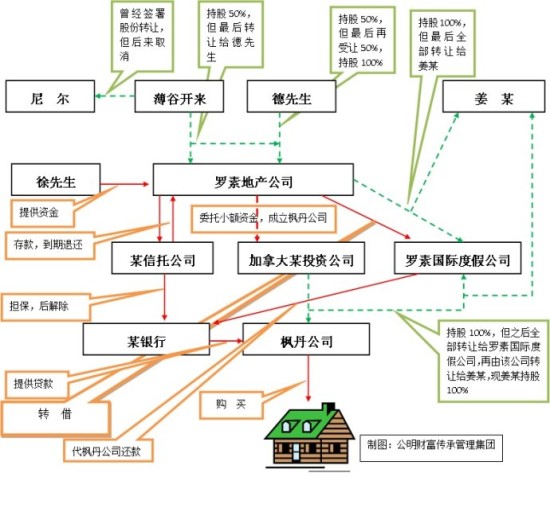 曾经签署
股份转让,
但后来取
消
持股50%,
但最后转
让给德先
生
持股50%,
但最后再
受让50%,
持股100%
持股100%,
但最后全
部转让给
姜某
尼 尔
薄谷开来
德先生
姜 某
徐先生
罗素地产公司
提供资金
委托小额资金，成立枫丹公司
存款，到期退还
某信托公司
加拿大某投资公司
罗素国际度假公司
担保，后解除
某银行
枫丹公司
持股100%，但之后全
部转让给罗素国际度
假公司，再由该公司转
让给姜某，现姜某持股
100%
提供贷款
转 借
购 买
代枫丹公司还款
制图：公明财富传承管理集团